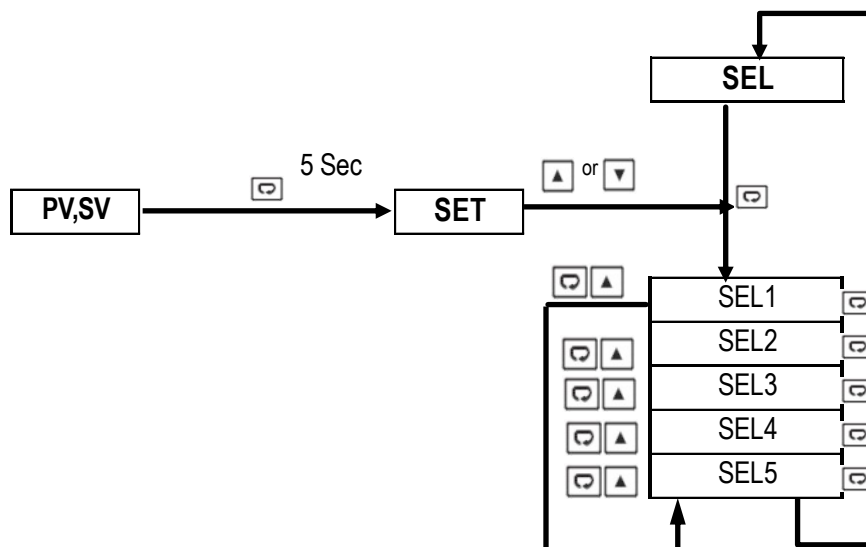 SEL
5 Sec
▲ or ▼
PV,SV
SET
SEL1
SEL2
SEL3
SEL4
SEL5